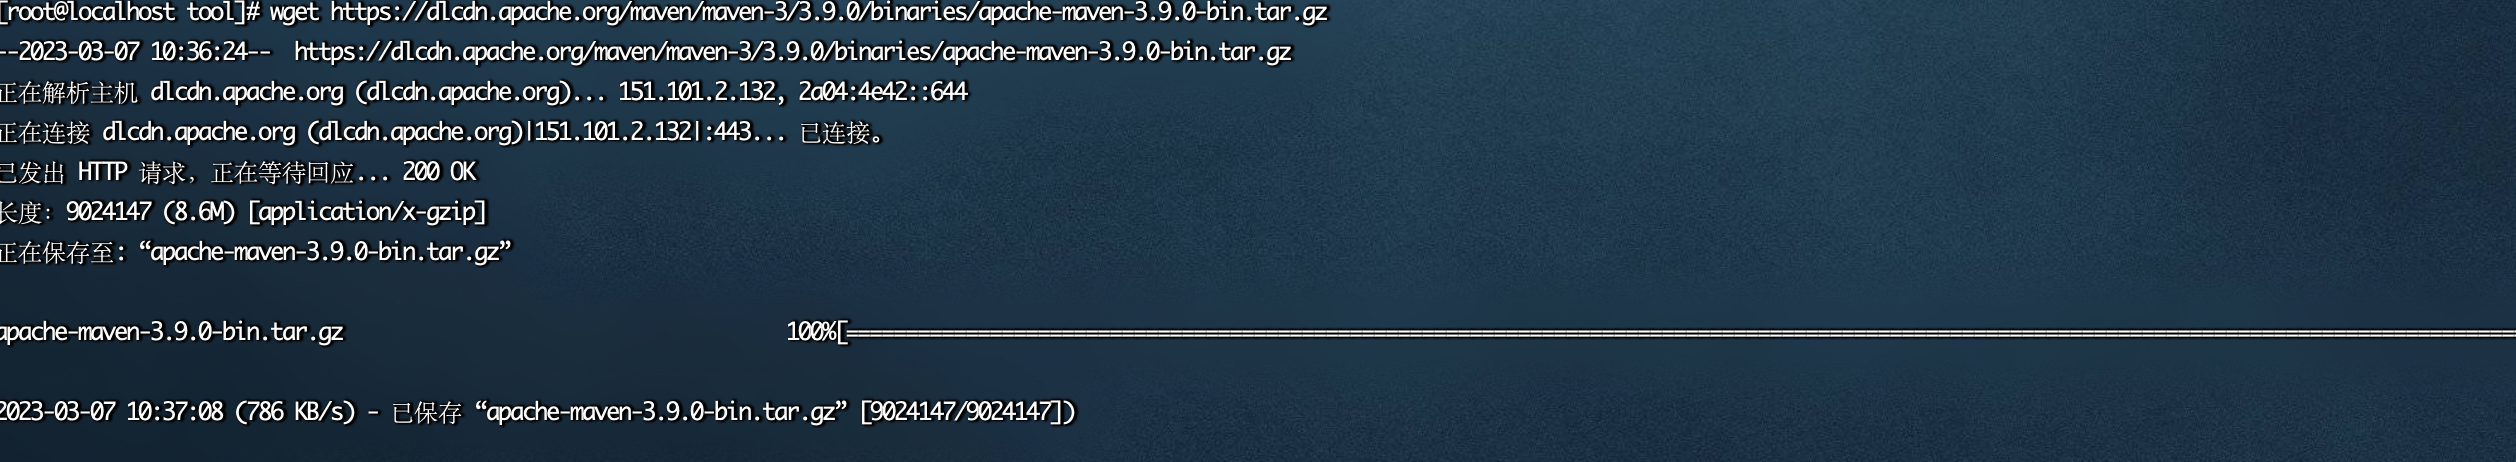 [root@localhost tool]# wget https://dlcdn.apache.org/maven/maven-3/3.9.0/binaries/apache-maven-3.9.0-bin.tar.gz
--2023-03-07 10:36:24--  https://dlcdn.apache.org/maven/maven-3/3.9.0/binaries/apache-maven-3.9.0-bin.tar.gz
正在解析主机 dlcdn.apache.org (dlcdn.apache.org)... 151.101.2.132, 2a04:4e42::644
正在连接 dlcdn.apache.org (dlcdn.apache.org)|151.101.2.132|:443... 已连接。
已发出 HTTP 请求，正在等待回应... 200 OK
长度：9024147 (8.6M) [application/x-gzip]
正在保存至: “apache-maven-3.9.0-bin.tar.gz”
apache-maven-3.9.0-bin.tar.gz 100%[===========================================================================================================================================
2023-03-07 10:37:08 (786 KB/s) - 已保存 “apache-maven-3.9.0-bin.tar.gz” [9024147/9024147])